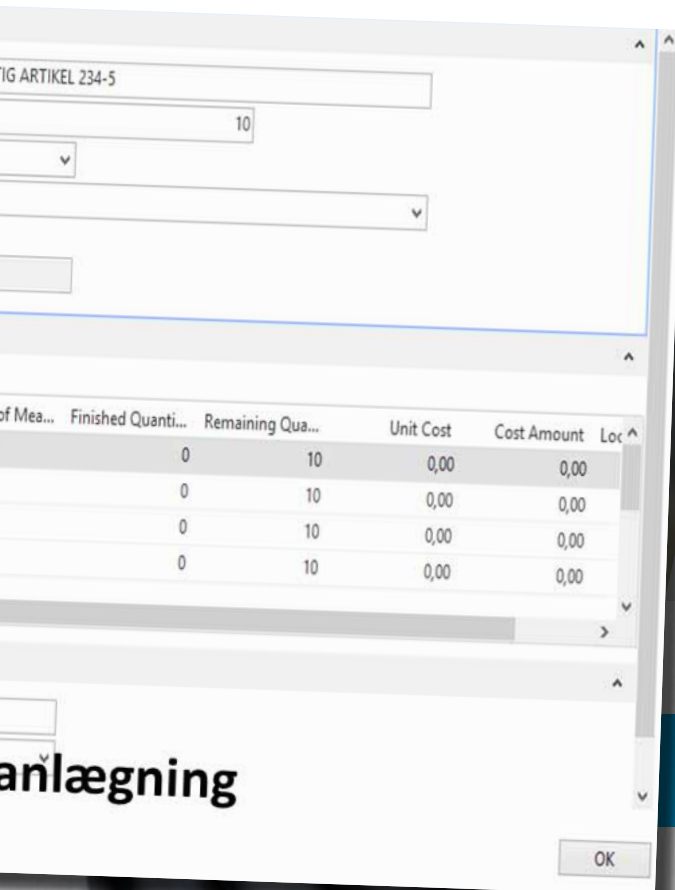 TIG ARTIKEL 234-5
10
of Mea... Finished Quanti... Remaining Qua... Unit Cost Cost Amount Loc
0 10 0,00 0,00
0 10 0,00 0,00
0 10 0,00 0,00
0 10 0,00 0,00
anlægning
OK